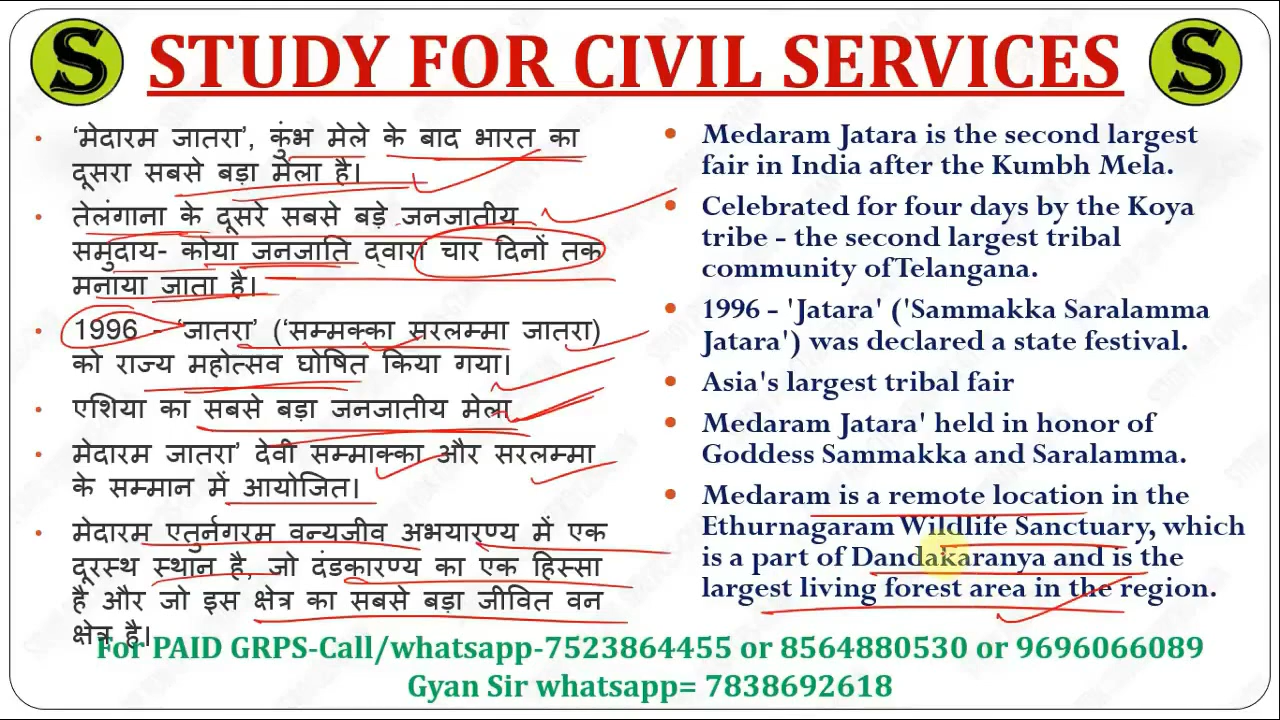 S STUDY FOR CIVIL SERVICES S
• ‘मेदारम जातरा’, कुंभ मेले के बाद भारत का
दूसरा सबसे बड़ा मेला है।
• तेलंगाना के दूसरे सबसे बड़े जनजातीय
समुदाय- कोया जनजाति द्वारा चार दिनों तक
मनाया जाता है।
• 1996 - ‘जातरा’ (‘सम्मक्का सरलम्मा जातरा)
को राज्य महोत्सव घोषित किया गया।
• एशिया का सबसे बड़ा जनजातीय मेला
• मेदारम जातरा’ देवी सम्माक्का और सरलम्मा
के सम्मान में आयोजित।
• मेदारम एतुर्नगरम वन्यजीव अभयारण्य में एक
दूरस्थ स्थान है, जो दंडकारण्य का एक हिस्सा
है और जो इस क्षेत्र का सबसे बड़ा जीवित वन
क्षेत्र है।
• Medaram Jatara is the second largest
fair in India after the Kumbh Mela.
• Celebrated for four days by the Koya
tribe - the second largest tribal
community of Telangana.
• 1996 - 'Jatara' ('Sammakka Saralamma
Jatara') was declared a state festival.
• Asia's largest tribal fair
• Medaram Jatara' held in honor of
Goddess Sammakka and Saralamma.
• Medaram is a remote location in the
Ethurnagaram Wildlife Sanctuary, which
is a part of Dandakaranya and is the
largest living forest area in the region.
For PAID GRPS-Call/whatsapp-7523864455 or 8564880530 or 9696066089
Gyan Sir whatsapp= 7838692618